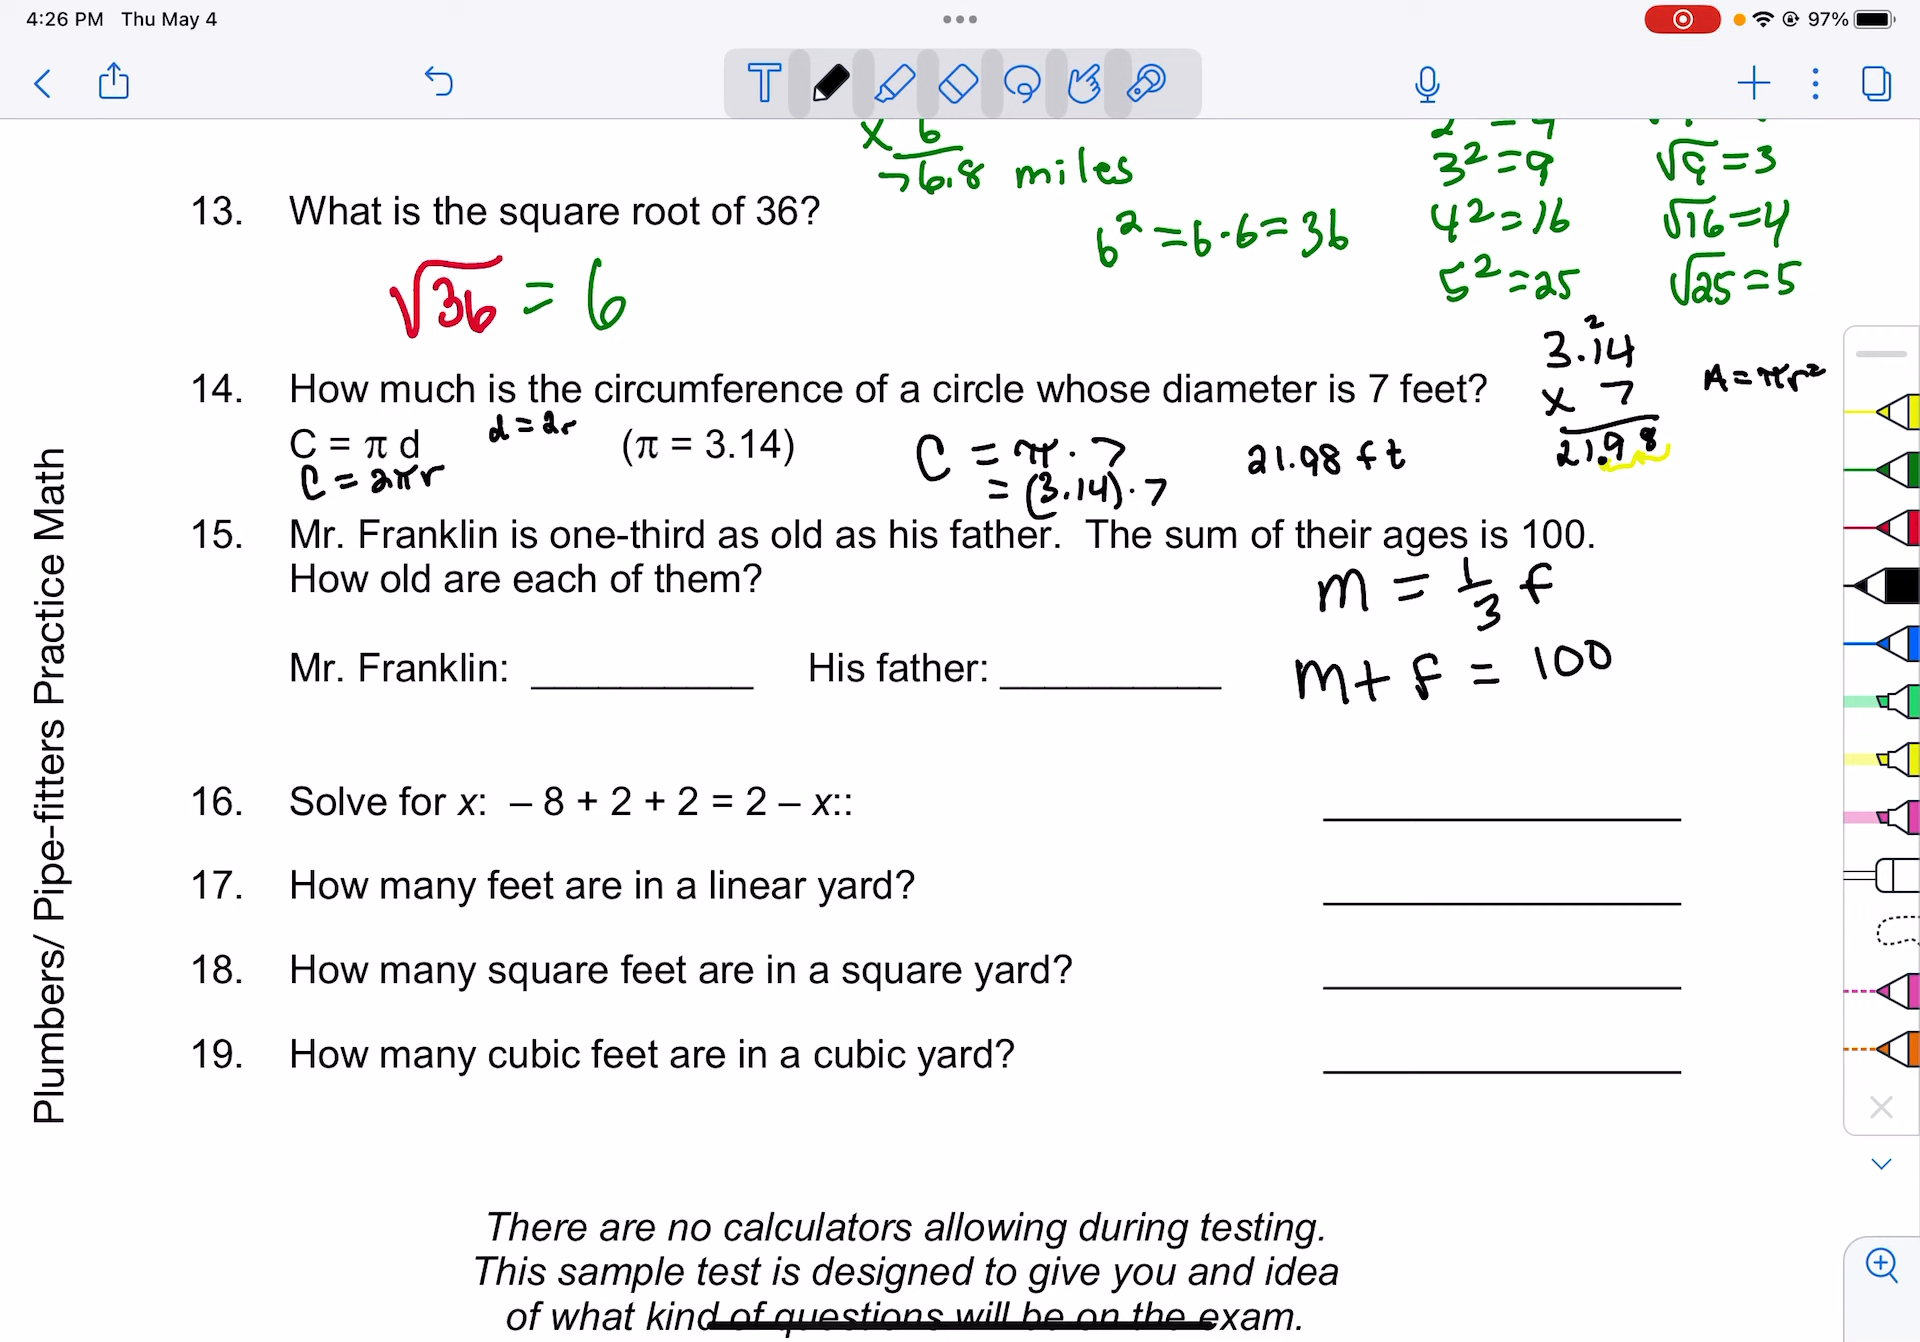 4:26 PM Thu May 4
97%
x 6
76.8 miles
3² = 9
√9 = 3
13. What is the square root of 36?
6² = 6 · 6 = 36
4² = 16
√16 = 4
√36 = 6
5² = 25
√25 = 5
3.14
2
x 7
21.98
A = πr²
14. How much is the circumference of a circle whose diameter is 7 feet?
d = 2r
C = π d
(π = 3.14)
C = π · 7
21.98 ft
C = 2πr
= (3.14) · 7
15. Mr. Franklin is one-third as old as his father. The sum of their ages is 100.
How old are each of them?
m = 1/3 f
Mr. Franklin: __________ His father: __________
m + f = 100
16. Solve for x: – 8 + 2 + 2 = 2 – x::
17. How many feet are in a linear yard?
18. How many square feet are in a square yard?
19. How many cubic feet are in a cubic yard?
Plumbers/ Pipe-fitters Practice Math
There are no calculators allowing during testing.
This sample test is designed to give you and idea
of what kind of questions will be on the exam.